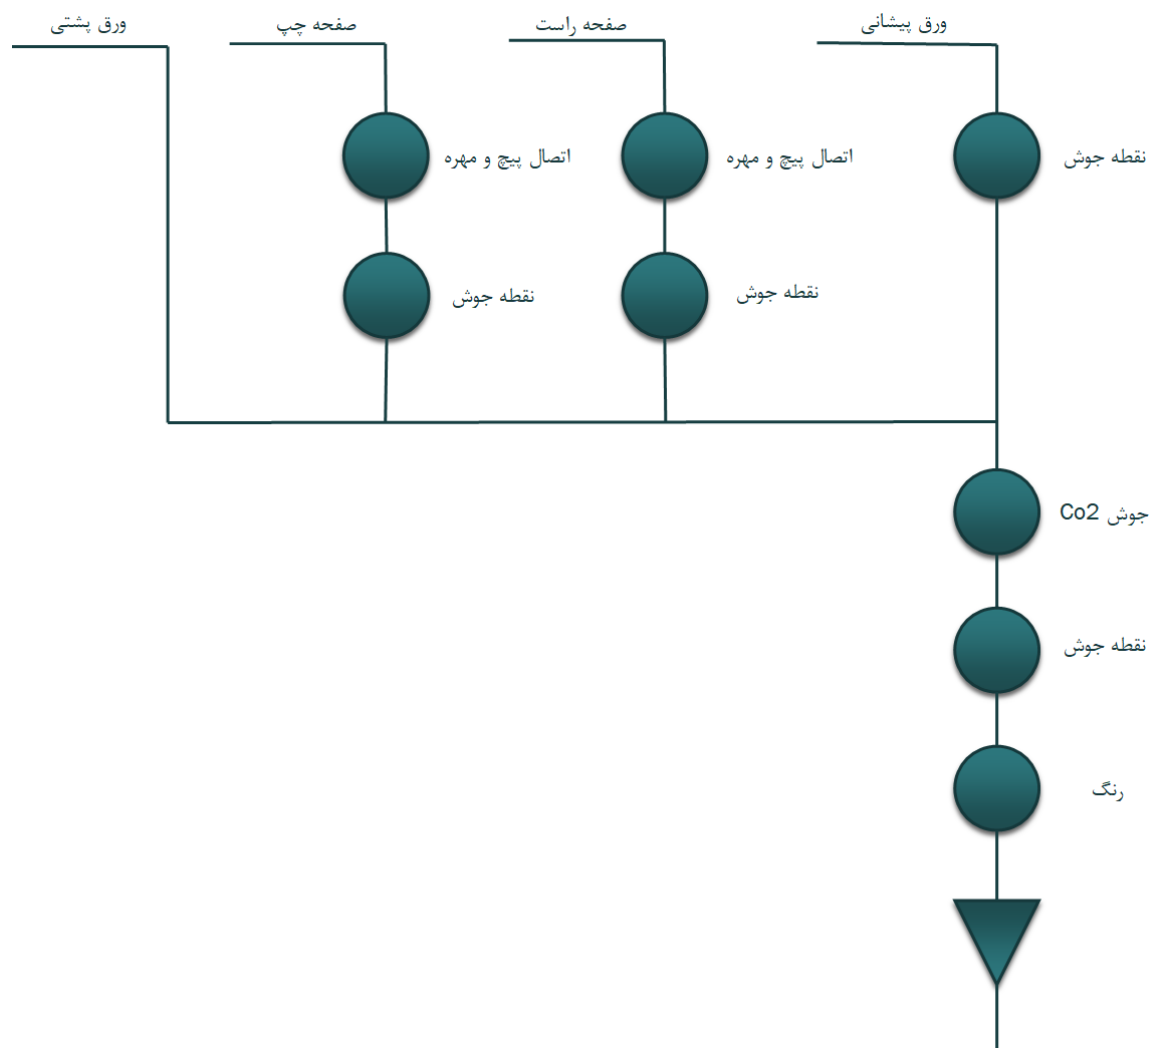 ورق پیشانی
صفحه راست
صفحه چپ
ورق پشتی
نقطه جوش
اتصال پیچ و مهره
اتصال پیچ و مهره
نقطه جوش
نقطه جوش
جوش Co2
نقطه جوش
رنگ